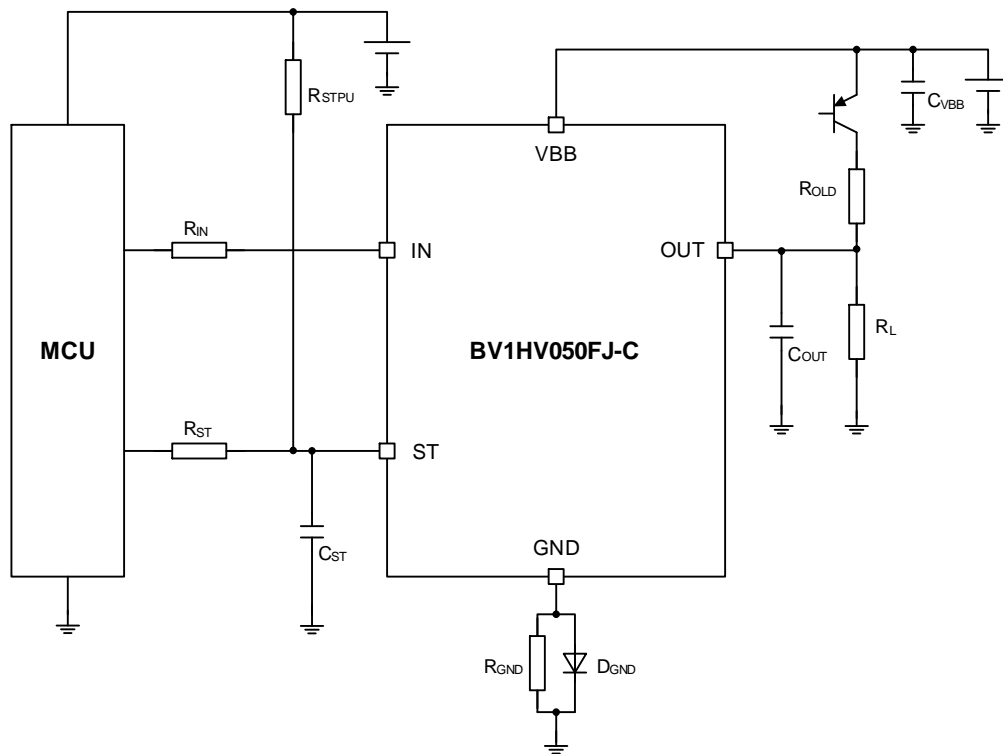 RSTPU
CVBB
VBB
ROLD
RIN
IN
OUT
MCU
BV1HV050FJ-C
COUT
RL
RST
ST
CST
GND
RGND
DGND